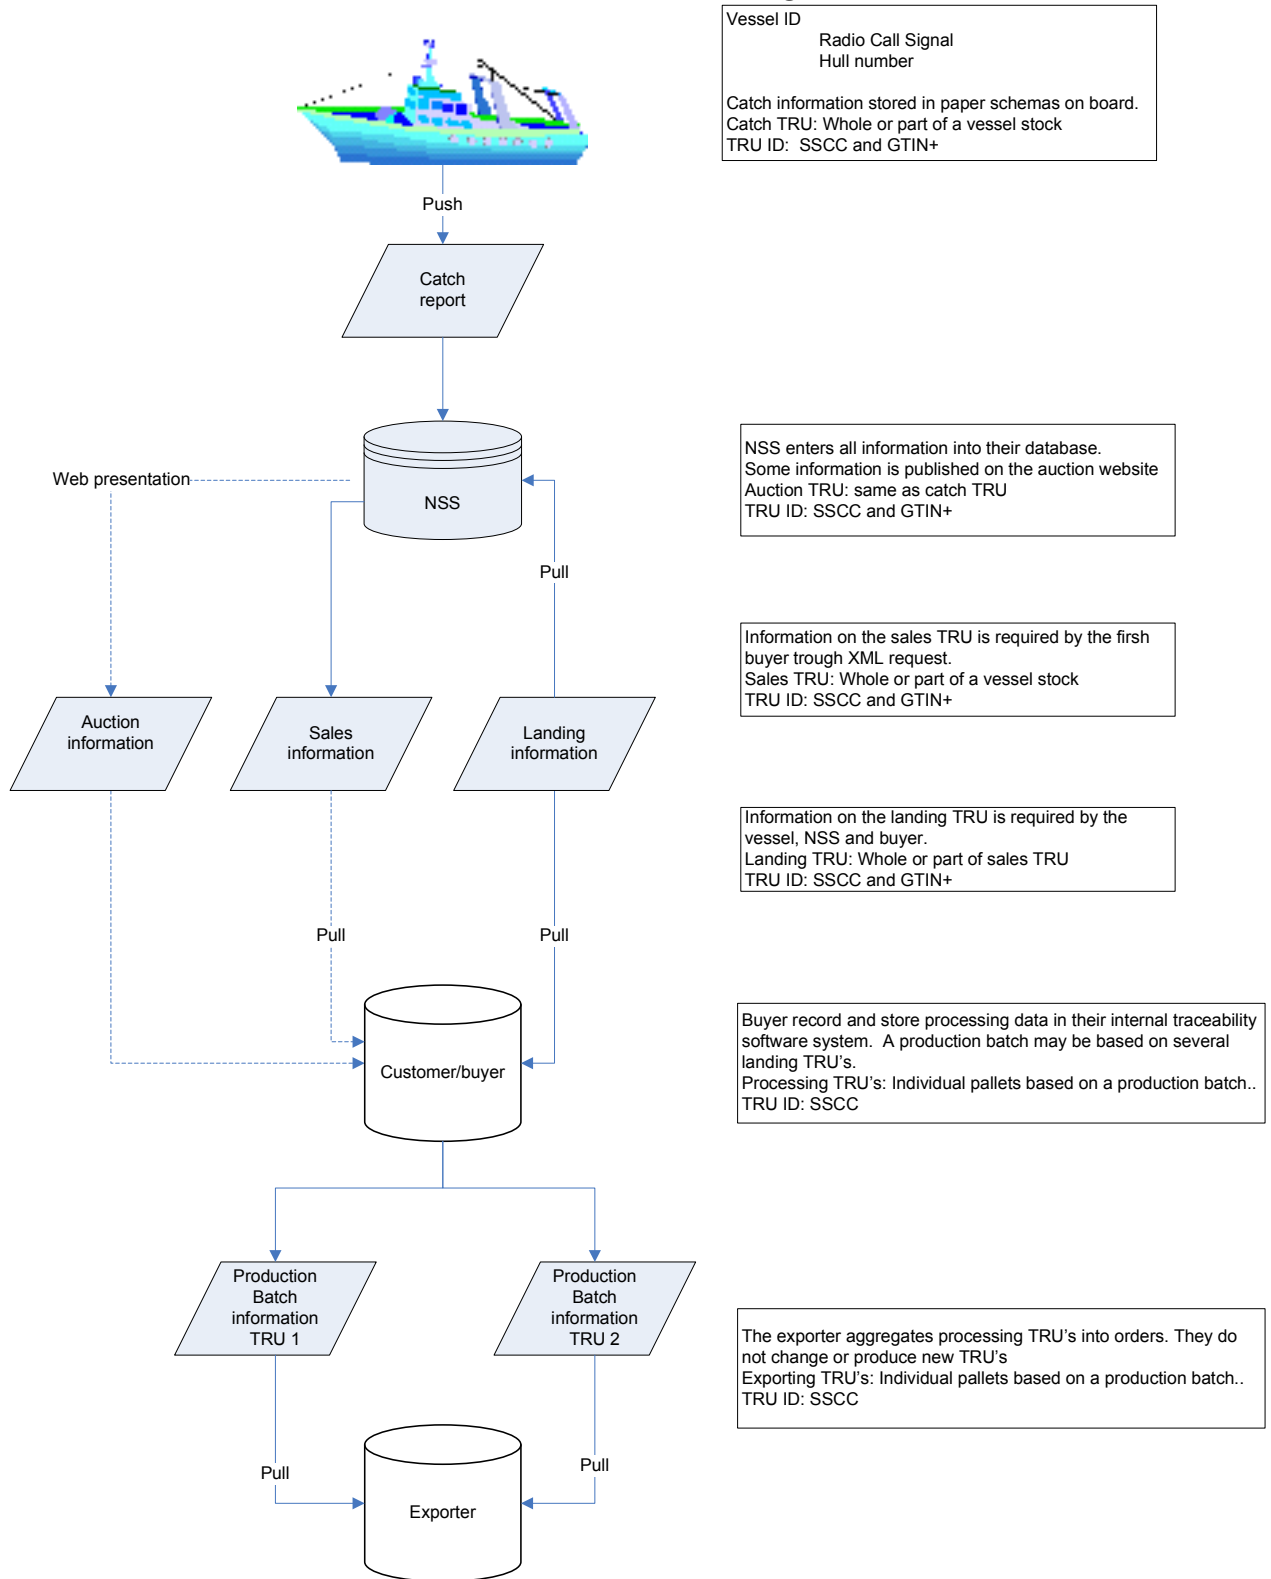 Vessel ID
Radio Call Signal
Hull number
Catch information stored in paper schemas on board.
Catch TRU: Whole or part of a vessel stock
TRU ID:  SSCC and GTIN+
Push
Catch
report
NSS enters all information into their database.
Some information is published on the auction website
Auction TRU: same as catch TRU
TRU ID: SSCC and GTIN+
Web presentation
NSS
Pull
Information on the sales TRU is required by the firsh
buyer trough XML request.
Sales TRU: Whole or part of a vessel stock
TRU ID: SSCC and GTIN+
Auction
information
Sales
information
Landing
information
Information on the landing TRU is required by the
vessel, NSS and buyer.
Landing TRU: Whole or part of sales TRU
TRU ID: SSCC and GTIN+
Pull
Pull
Customer/buyer
Buyer record and store processing data in their internal traceability
software system.  A production batch may be based on several
landing TRU's.
Processing TRU's: Individual pallets based on a production batch..
TRU ID: SSCC
Production
Batch
information
TRU 1
Production
Batch
information
TRU 2
The exporter aggregates processing TRU's into orders. They do
not change or produce new TRU's
Exporting TRU's: Individual pallets based on a production batch..
TRU ID: SSCC
Pull
Pull
Exporter